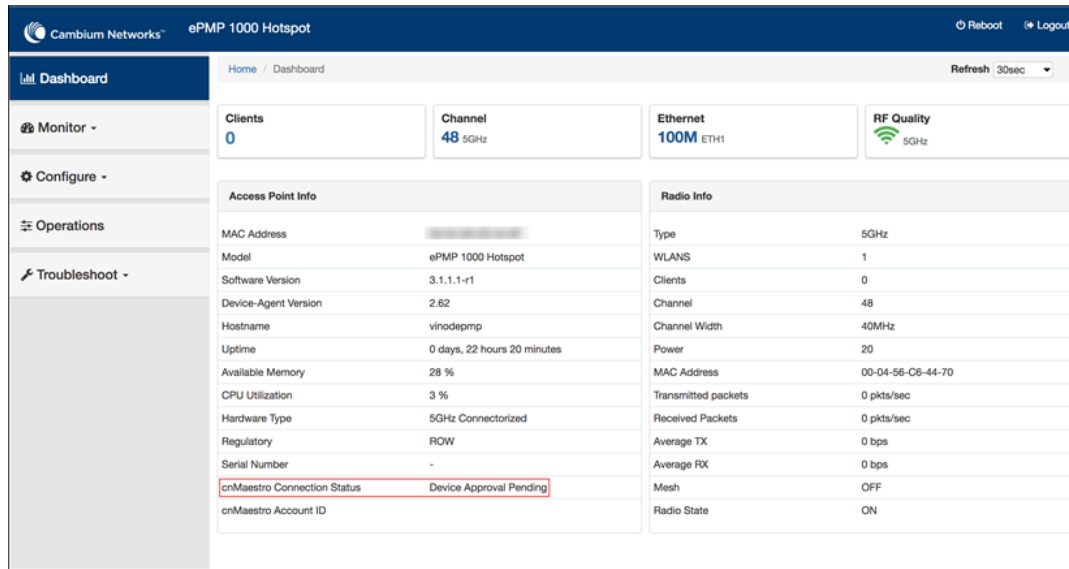 Cambium Networks™ ePMP 1000 Hotspot Reboot Logout
Dashboard
Monitor
Configure
Operations
Troubleshoot
Home / Dashboard Refresh 30sec
Clients
0
Channel
48 5GHz
Ethernet
100M ETH1
RF Quality
5GHz
Access Point Info
MAC Address
Model ePMP 1000 Hotspot
Software Version 3.1.1.1-r1
Device-Agent Version 2.62
Hostname vinodepmp
Uptime 0 days, 22 hours 20 minutes
Available Memory 28 %
CPU Utilization 3 %
Hardware Type 5GHz Connectorized
Regulatory ROW
Serial Number -
cnMaestro Connection Status Device Approval Pending
cnMaestro Account ID
Radio Info
Type 5GHz
WLANS 1
Clients 0
Channel 48
Channel Width 40MHz
Power 20
MAC Address 00-04-56-C6-44-70
Transmitted packets 0 pkts/sec
Received Packets 0 pkts/sec
Average TX 0 bps
Average RX 0 bps
Mesh OFF
Radio State ON